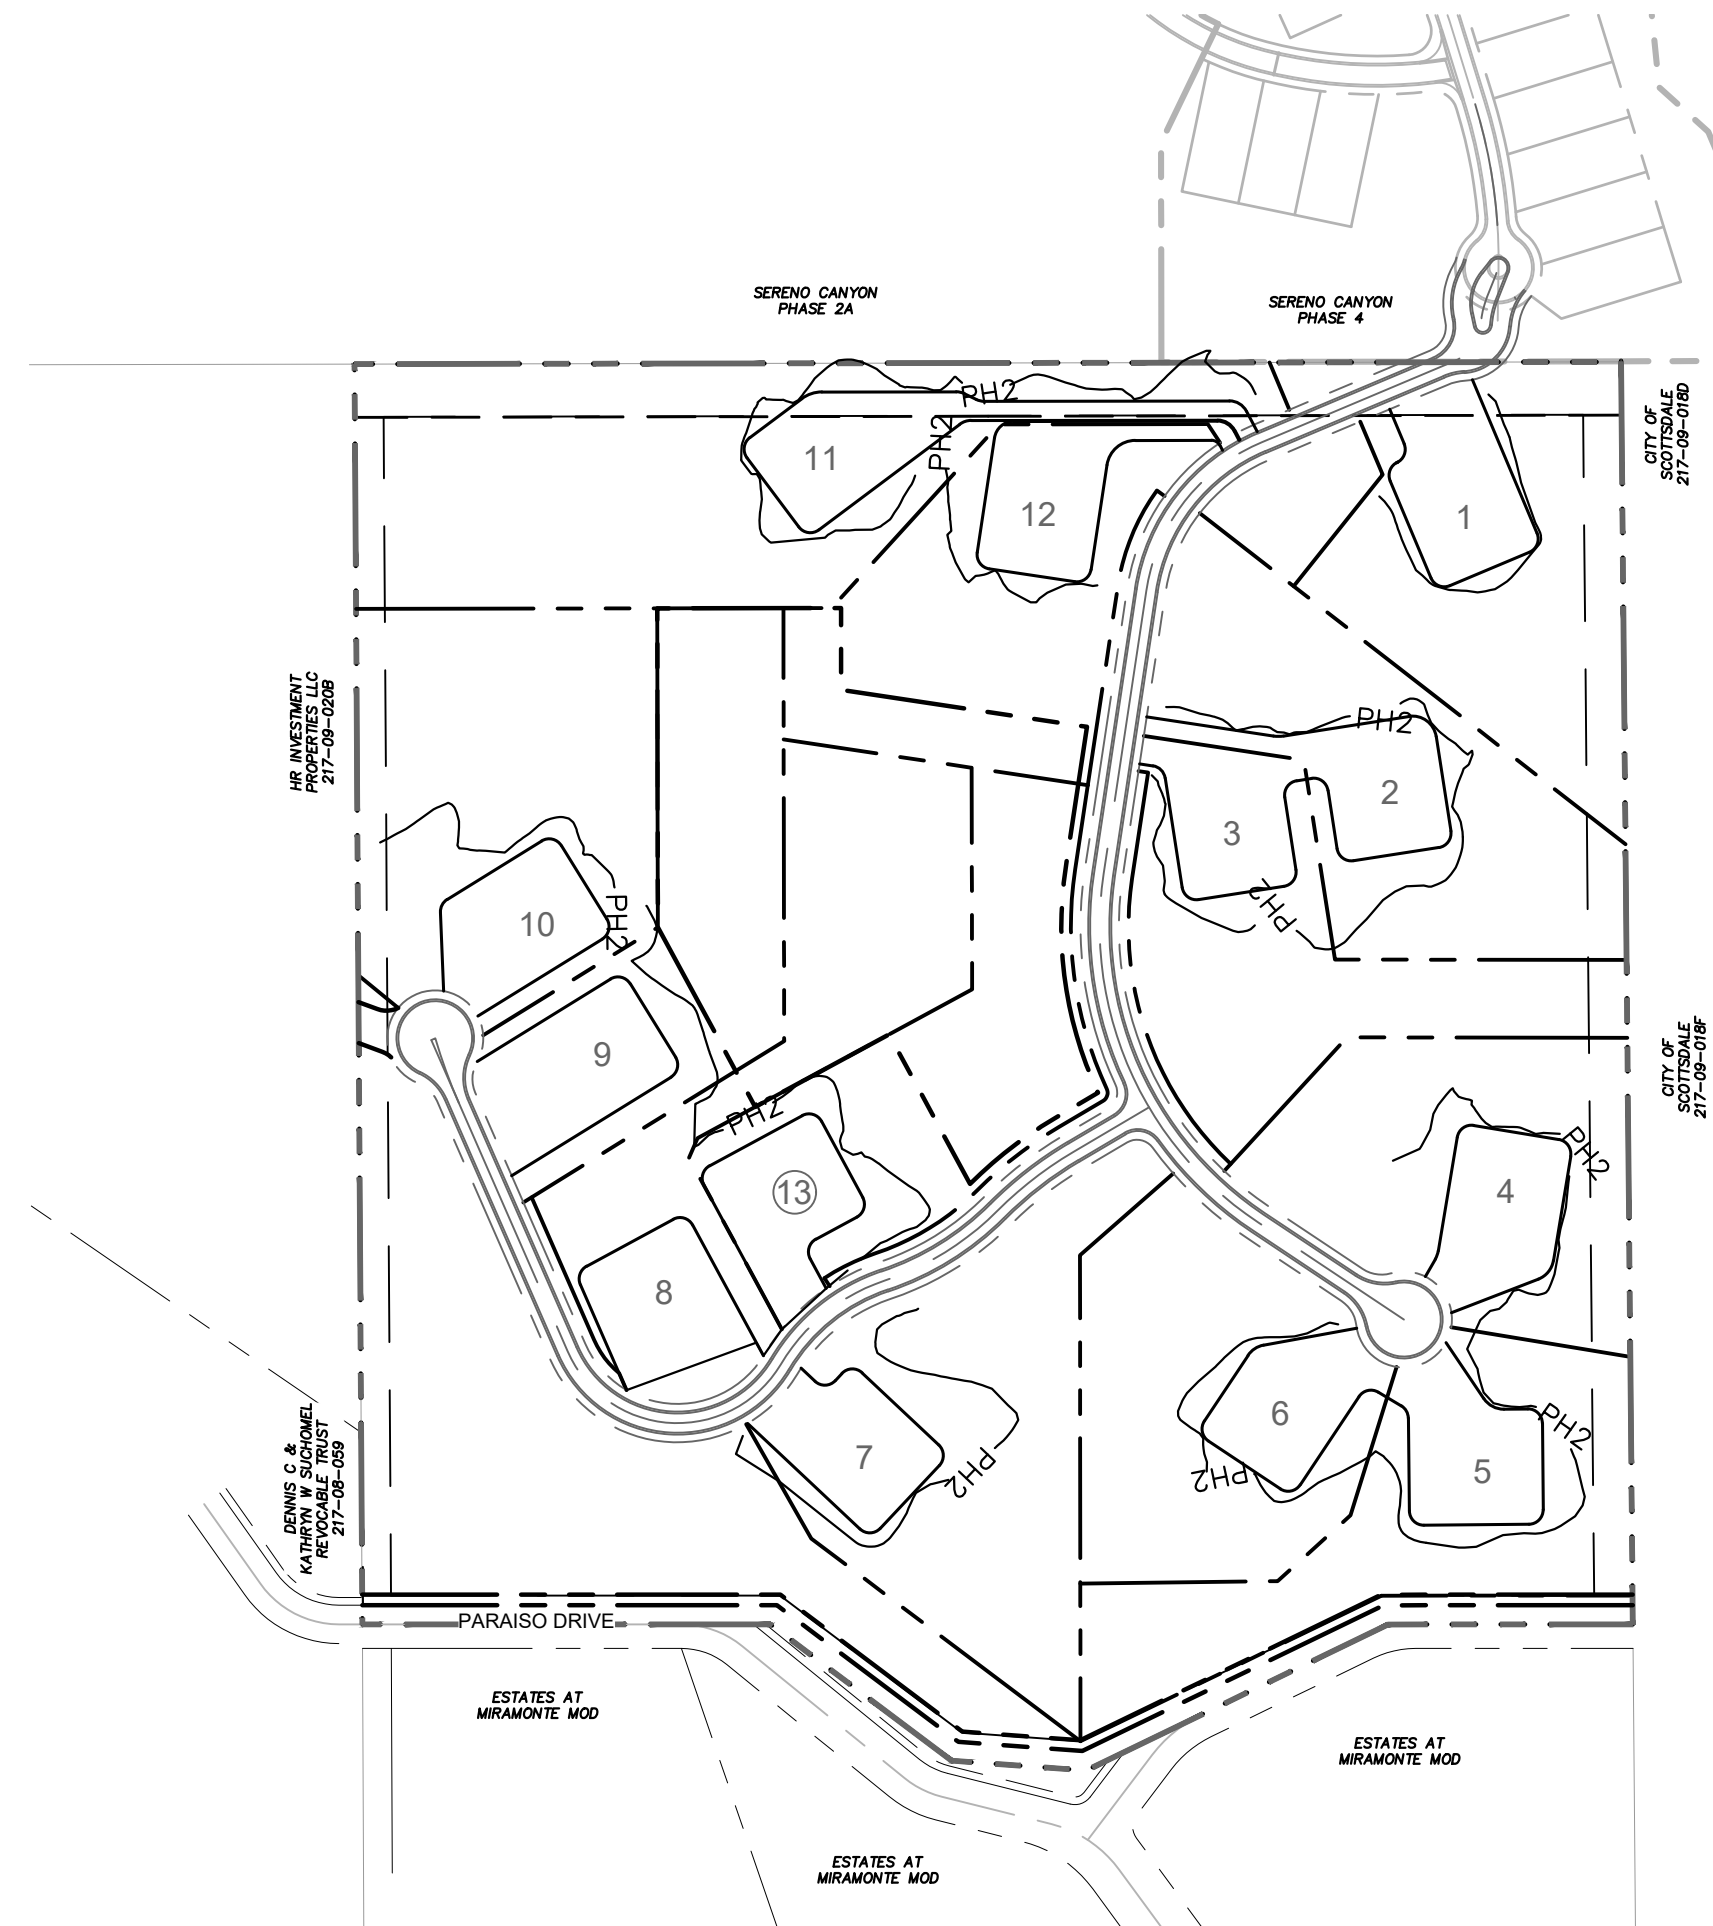 SERENO CANYON
PHASE 2A
SERENO CANYON
PHASE 4
PH2
PH2
11
12
1
CITY OF
SCOTTSDALE
217-09-018D
HR INVESTMENT
PROPERTIES LLC
217-09-020B
PH2
2
3
PH2
10
PH2
9
CITY OF
SCOTTSDALE
217-09-018F
PH2
13
8
PH2
4
7
PH2
6
PH2
5
PH2
DENNIS C &
KATHRYN W SUCHOMEL
REVOCABLE TRUST
217-08-059
PARAISO DRIVE
ESTATES AT
MIRAMONTE MOD
ESTATES AT
MIRAMONTE MOD
ESTATES AT
MIRAMONTE MOD